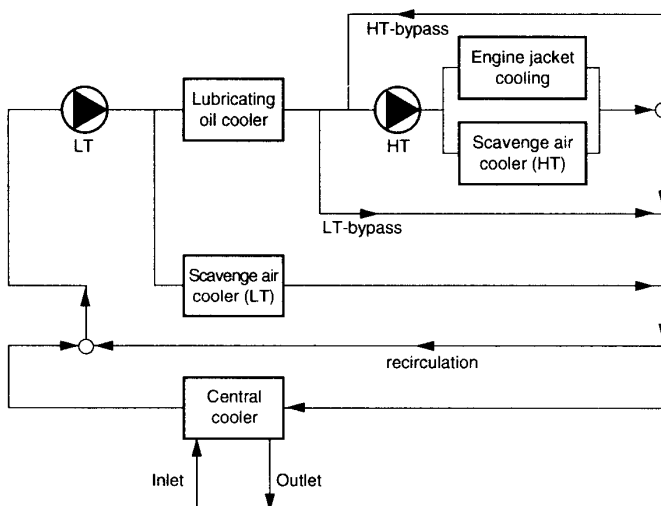 HT-bypass
Engine jacket
cooling
Lubricating
oil cooler
LT
HT
Scavenge air
cooler (HT)
LT-bypass
Scavenge air
cooler (LT)
recirculation
Central
cooler
Inlet
Outlet